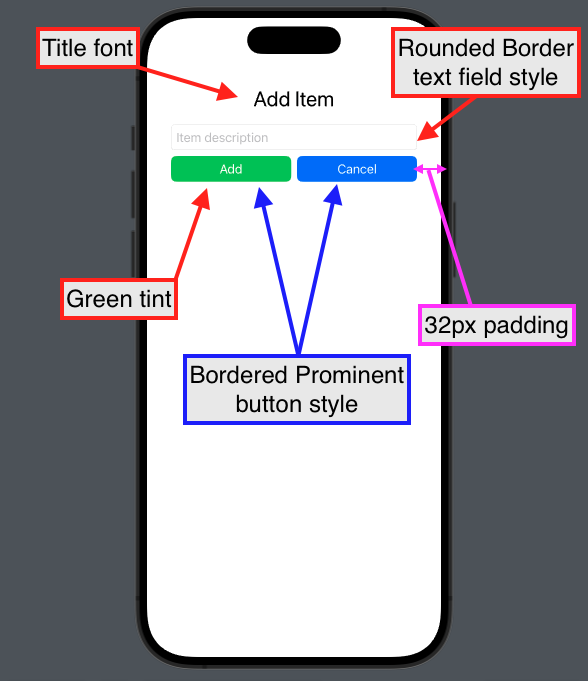 Title font
Rounded Border
text field style
Add Item
Item description
Add
Cancel
Green tint
32px padding
Bordered Prominent
button style